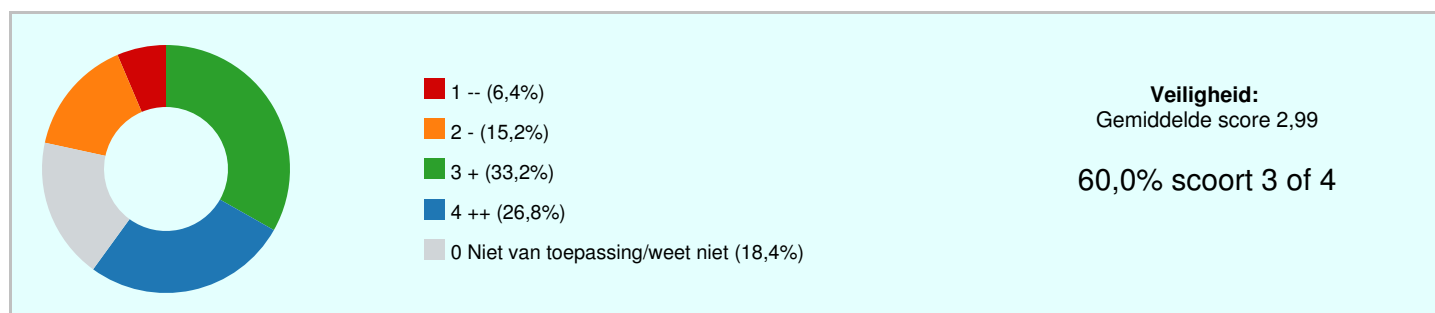 1 -- (6,4%)
2 - (15,2%)
3 + (33,2%)
4 ++ (26,8%)
0 Niet van toepassing/weet niet (18,4%)
Veiligheid:
Gemiddelde score 2,99
60,0% scoort 3 of 4